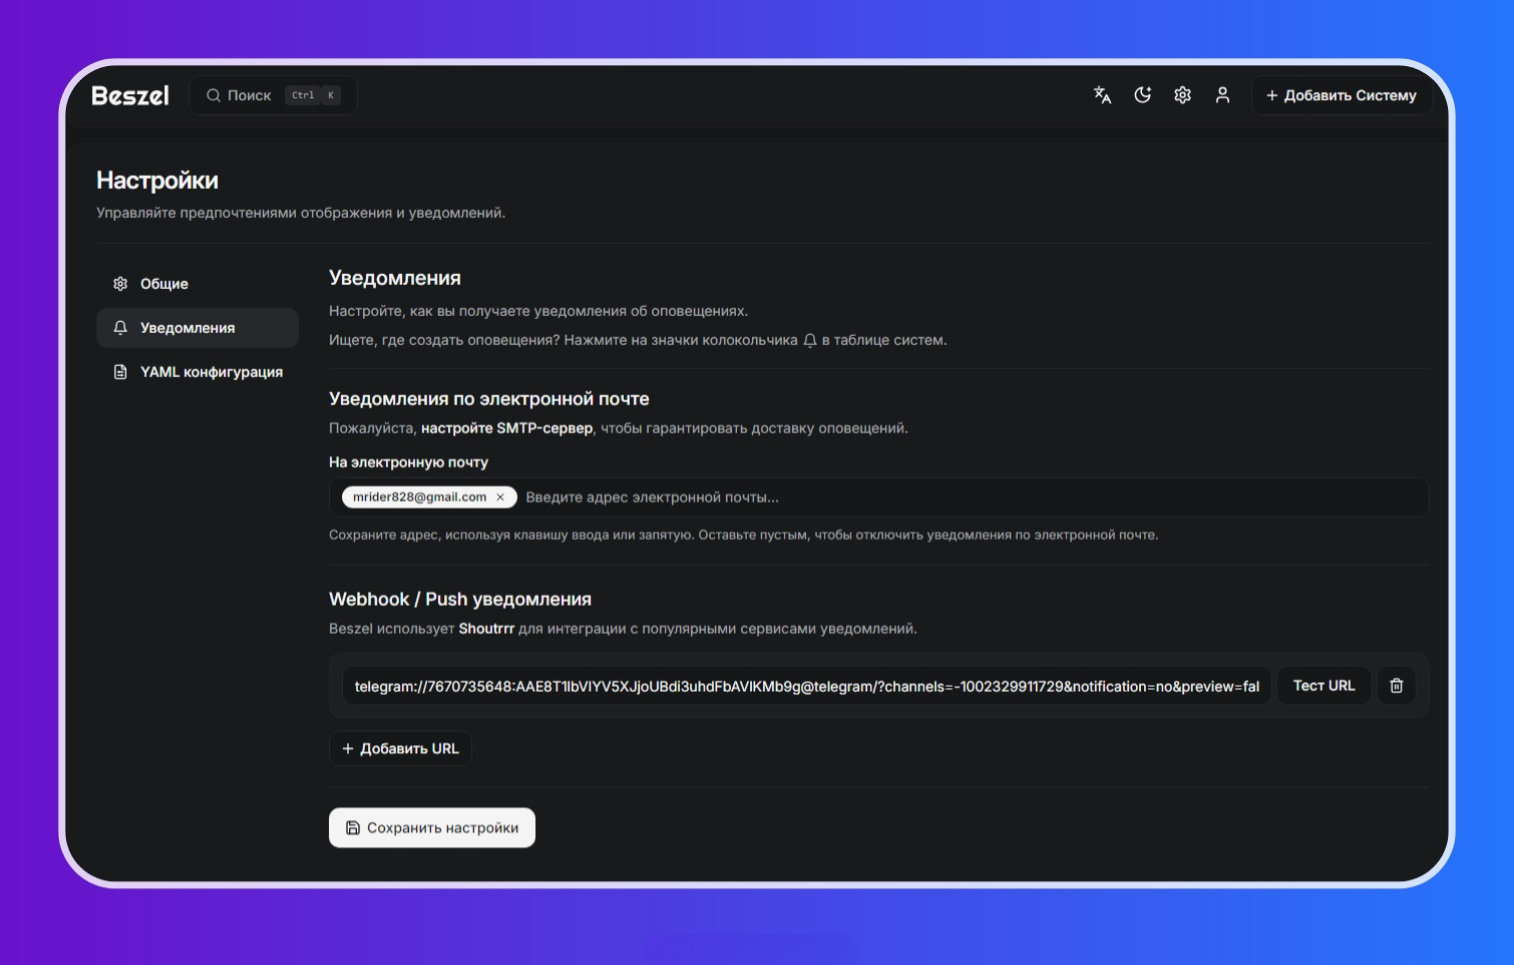 Beszel
Поиск Ctrl K
+ Добавить Систему
Настройки
Управляйте предпочтениями отображения и уведомлений.
Общие
Уведомления
YAML конфигурация
Уведомления
Настройте, как вы получаете уведомления об оповещениях.
Ищете, где создать оповещения? Нажмите на значки колокольчика в таблице систем.
Уведомления по электронной почте
Пожалуйста, настройте SMTP-сервер, чтобы гарантировать доставку оповещений.
На электронную почту
mrider828@gmail.com × Введите адрес электронной почты...
Сохраните адрес, используя клавишу ввода или запятую. Оставьте пустым, чтобы отключить уведомления по электронной почте.
Webhook / Push уведомления
Beszel использует Shoutrrr для интеграции с популярными сервисами уведомлений.
telegram://7670735648:AAE8T1lbVIYV5XJjoUBdi3uhdFbAVlKMb9g@telegram/?channels=-1002329911729&notification=no&preview=fal
Тест URL
+ Добавить URL
Сохранить настройки